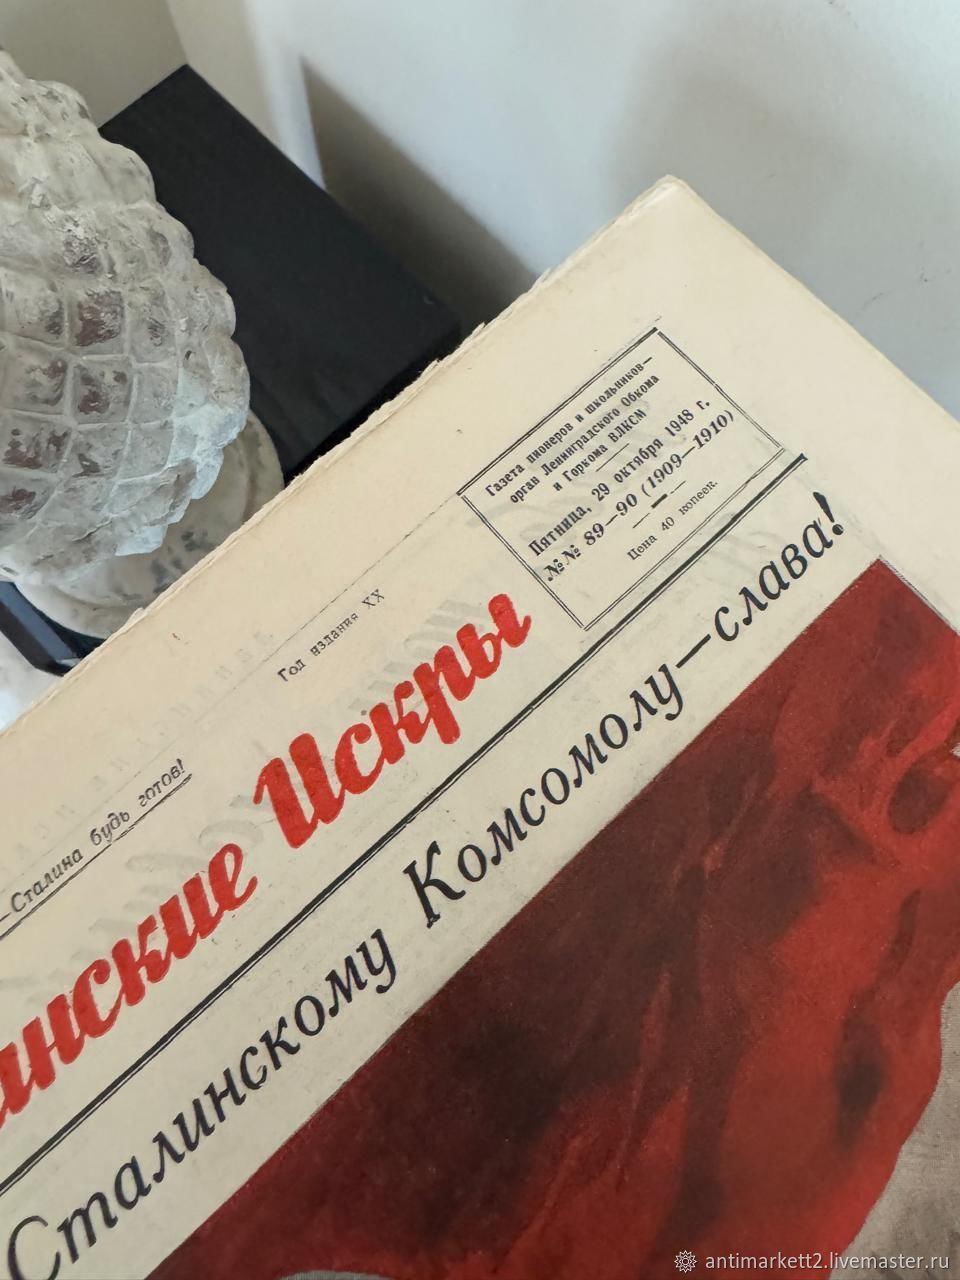 Газета пионеров и школьников—
орган Ленинградского Обкома
и Горкома ВЛКСМ
Пятница, 29 октября 1948 г.
№№ 89—90 (1909—1910)
Цена 40 копеек.
Год издания XX
—Сталина будь готов!
инские Искры
Сталинскому Комсомолу—слава!
antimarkett2.livemaster.ru